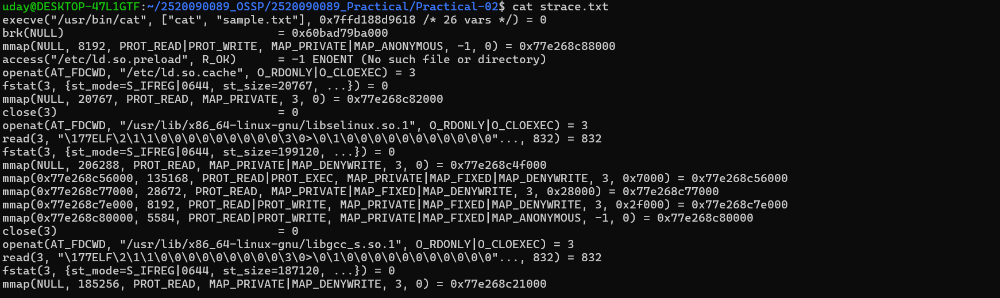 uday@DESKTOP-47L1GTF:~/2520090089_OSSP/2520090089_Practical/Practical-02$ cat strace.txt
execve("/usr/bin/cat", ["cat", "sample.txt"], 0x7ffd188d9618 /* 26 vars */) = 0
brk(NULL)                               = 0x60bad79ba000
mmap(NULL, 8192, PROT_READ|PROT_WRITE, MAP_PRIVATE|MAP_ANONYMOUS, -1, 0) = 0x77e268c88000
access("/etc/ld.so.preload", R_OK)      = -1 ENOENT (No such file or directory)
openat(AT_FDCWD, "/etc/ld.so.cache", O_RDONLY|O_CLOEXEC) = 3
fstat(3, {st_mode=S_IFREG|0644, st_size=20767, ...}) = 0
mmap(NULL, 20767, PROT_READ, MAP_PRIVATE, 3, 0) = 0x77e268c82000
close(3)                                = 0
openat(AT_FDCWD, "/usr/lib/x86_64-linux-gnu/libselinux.so.1", O_RDONLY|O_CLOEXEC) = 3
read(3, "\177ELF\2\1\1\0\0\0\0\0\0\0\0\0\3\0>\0\1\0\0\0\0\0\0\0\0\0\0\0"..., 832) = 832
fstat(3, {st_mode=S_IFREG|0644, st_size=199120, ...}) = 0
mmap(NULL, 206288, PROT_READ, MAP_PRIVATE|MAP_DENYWRITE, 3, 0) = 0x77e268c4f000
mmap(0x77e268c56000, 135168, PROT_READ|PROT_EXEC, MAP_PRIVATE|MAP_FIXED|MAP_DENYWRITE, 3, 0x7000) = 0x77e268c56000
mmap(0x77e268c77000, 28672, PROT_READ, MAP_PRIVATE|MAP_FIXED|MAP_DENYWRITE, 3, 0x28000) = 0x77e268c77000
mmap(0x77e268c7e000, 8192, PROT_READ|PROT_WRITE, MAP_PRIVATE|MAP_FIXED|MAP_DENYWRITE, 3, 0x2f000) = 0x77e268c7e000
mmap(0x77e268c80000, 5584, PROT_READ|PROT_WRITE, MAP_PRIVATE|MAP_FIXED|MAP_ANONYMOUS, -1, 0) = 0x77e268c80000
close(3)                                = 0
openat(AT_FDCWD, "/usr/lib/x86_64-linux-gnu/libgcc_s.so.1", O_RDONLY|O_CLOEXEC) = 3
read(3, "\177ELF\2\1\1\0\0\0\0\0\0\0\0\0\3\0>\0\1\0\0\0\0\0\0\0\0\0\0\0"..., 832) = 832
fstat(3, {st_mode=S_IFREG|0644, st_size=187120, ...}) = 0
mmap(NULL, 185256, PROT_READ, MAP_PRIVATE|MAP_DENYWRITE, 3, 0) = 0x77e268c21000